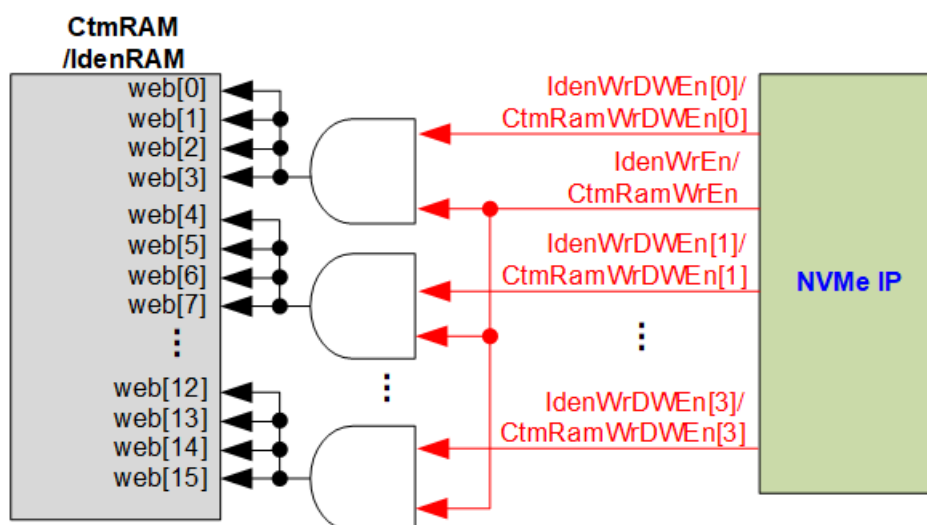 CtmRAM
/IdenRAM
web[0]
web[1]
web[2]
web[3]
web[4]
web[5]
web[6]
web[7]
⋮
web[12]
web[13]
web[14]
web[15]
⋮
IdenWrDWEn[0]/
CtmRamWrDWEn[0]
IdenWrEn/
CtmRamWrEn
IdenWrDWEn[1]/
CtmRamWrDWEn[1]
⋮
IdenWrDWEn[3]/
CtmRamWrDWEn[3]
NVMe IP